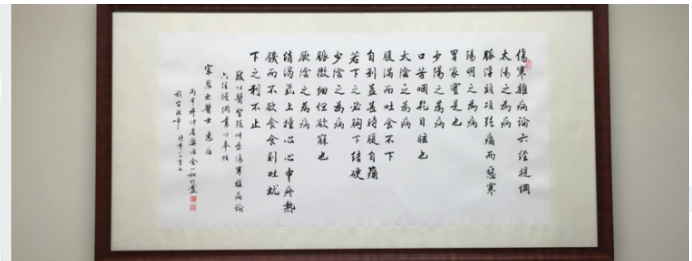 傷寒雜病論六經提綱
太陽之為病
脈浮頭項強痛而惡寒
陽明之為病
胃家實是也
少陽之為病
口苦咽乾目眩也
太陰之為病
腹滿而吐食不下
自利益甚時腹自痛
若下之必胸下結硬
少陰之為病
脈微細但欲寐也
厥陰之為病
消渴氣上撞心心中疼熱
饑而不欲食食則吐蚘
下之利不止